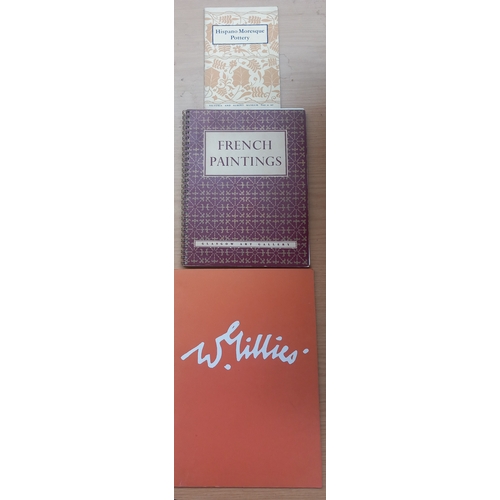 Hispano-Moresque
Pottery
FRENCH
PAINTINGS
GLASGOW ART GALLERY
W. Gillies